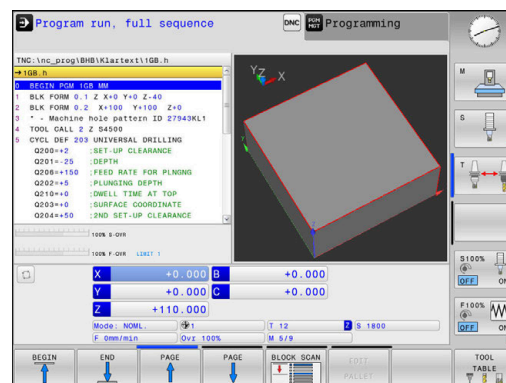 Program run, full sequence
DNC
PGM MGT
Programming
TNC:\nc_prog\BHB\Klartext\1GB.h
→1GB.h
0 BEGIN PGM 1GB MM
1 BLK FORM 0.1 Z X+0 Y+0 Z-40
2 BLK FORM 0.2 X+100 Y+100 Z+0
3 * - Machine hole pattern ID 27943KL1
4 TOOL CALL 2 Z S4500
5 CYCL DEF 203 UNIVERSAL DRILLING
Q200=+2 ;SET-UP CLEARANCE
Q201=-25 ;DEPTH
Q206=+150 ;FEED RATE FOR PLNGNG
Q202=+5 ;PLUNGING DEPTH
Q210=+0 ;DWELL TIME AT TOP
Q203=+0 ;SURFACE COORDINATE
Q204=+50 ;2ND SET-UP CLEARANCE
Y Z X
Y
Z
100% S-OVR
100% F-OVR LIMIT 1
X +0.000 B +0.000
Y +0.000 C +0.000
Z +110.000
Mode: NOML. 1 T 12 Z S 1800
F 0mm/min Ovr 100% M 5/9
M
S
T
S100%
OFF ON
F100%
OFF ON
BEGIN
END
PAGE
PAGE
BLOCK SCAN
EDIT PALLET
TOOL TABLE